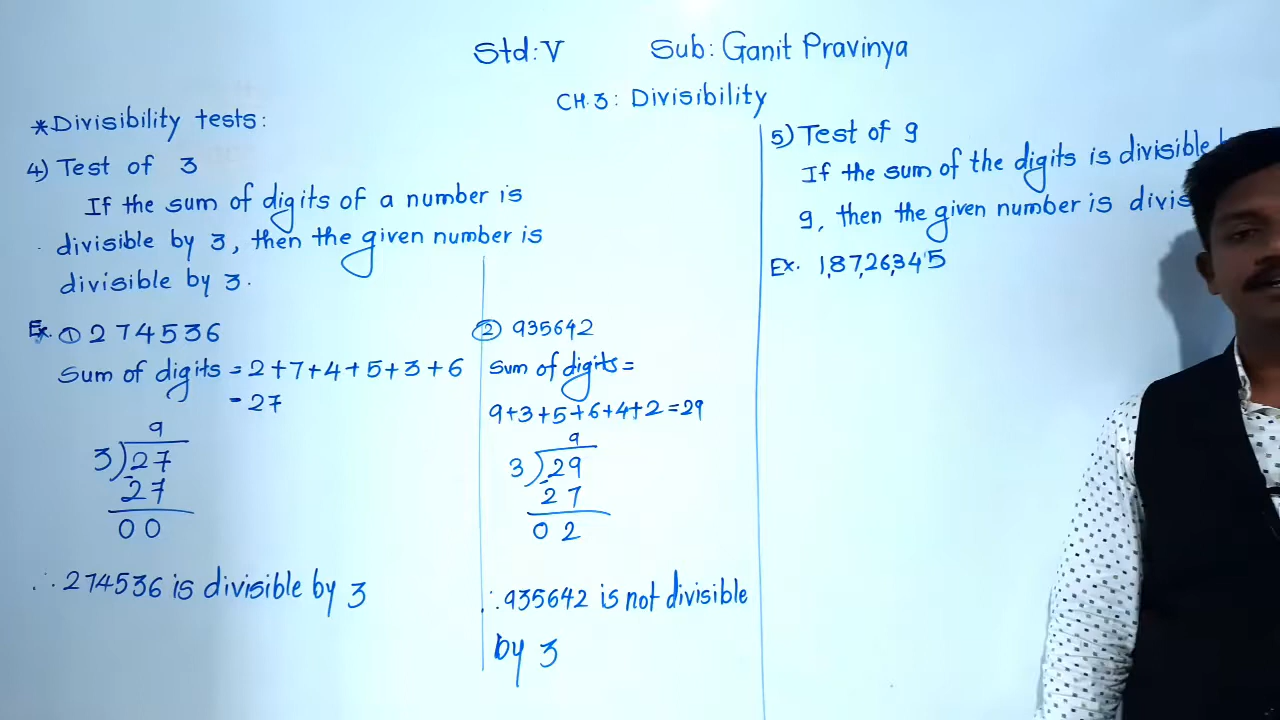 Std: V Sub: Ganit Pravinya
CH.3: Divisibility
*Divisibility tests:
4) Test of 3
If the sum of digits of a number is
divisible by 3, then the given number is
divisible by 3.
Ex. ① 274536
Sum of digits = 2+7+4+5+3+6
= 27
9
3)27
27
00
∴ 274536 is divisible by 3
② 935642
Sum of digits =
9+3+5+6+4+2=29
9
3)29
27
02
∴ 935642 is not divisible
by 3
5) Test of 9
If the sum of the digits is divisible
9, then the given number is divis
Ex. 1,87,26,345